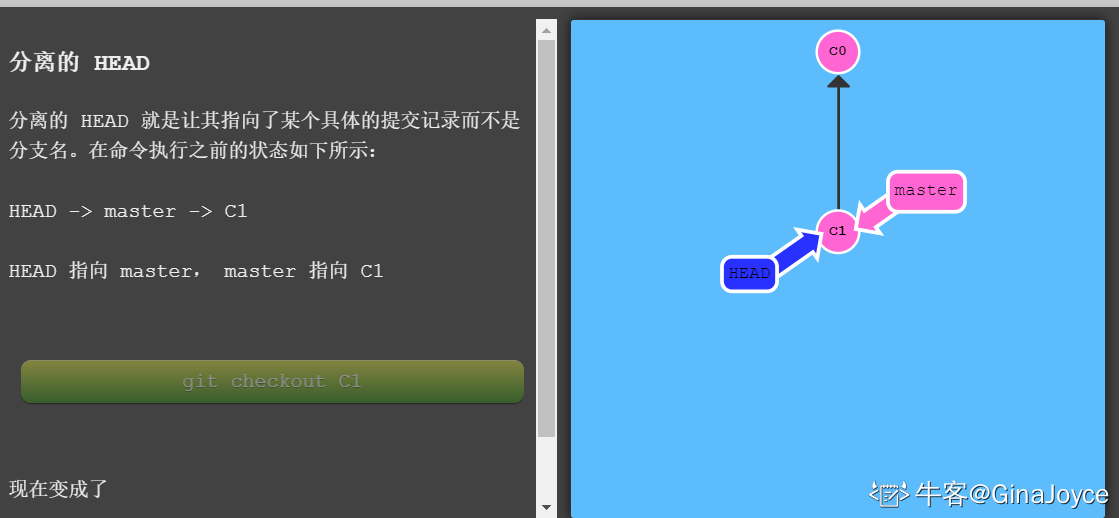 分离的 HEAD
分离的 HEAD 就是让其指向了某个具体的提交记录而不是
分支名。在命令执行之前的状态如下所示：
HEAD -> master -> C1
HEAD 指向 master， master 指向 C1
git checkout C1
现在变成了
C0
master
C1
HEAD
牛客@GinaJoyce